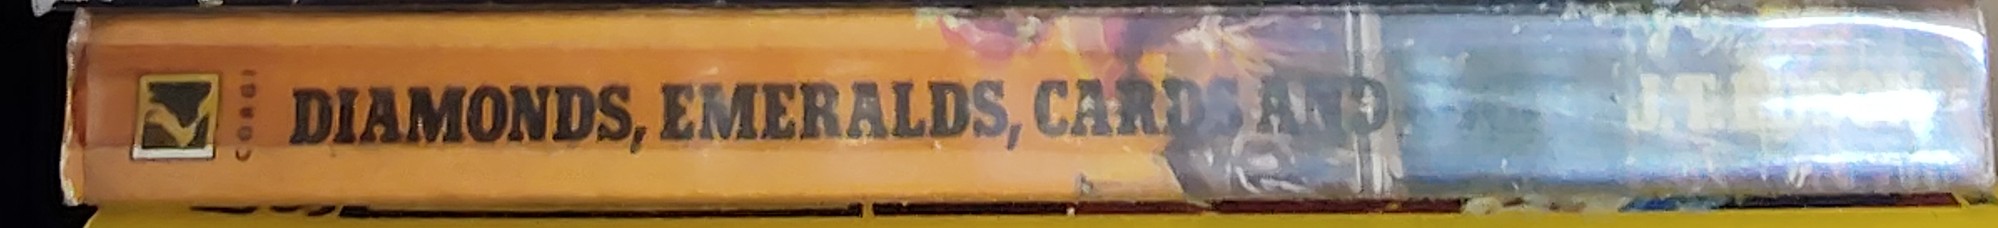 CORGI
DIAMONDS, EMERALDS, CARDS AND
J.T. EDSON